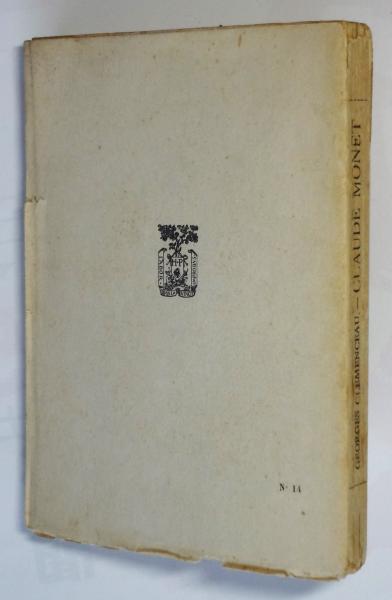 GEORGES CLEMENCEAU. — CLAUDE MONET
N° 14